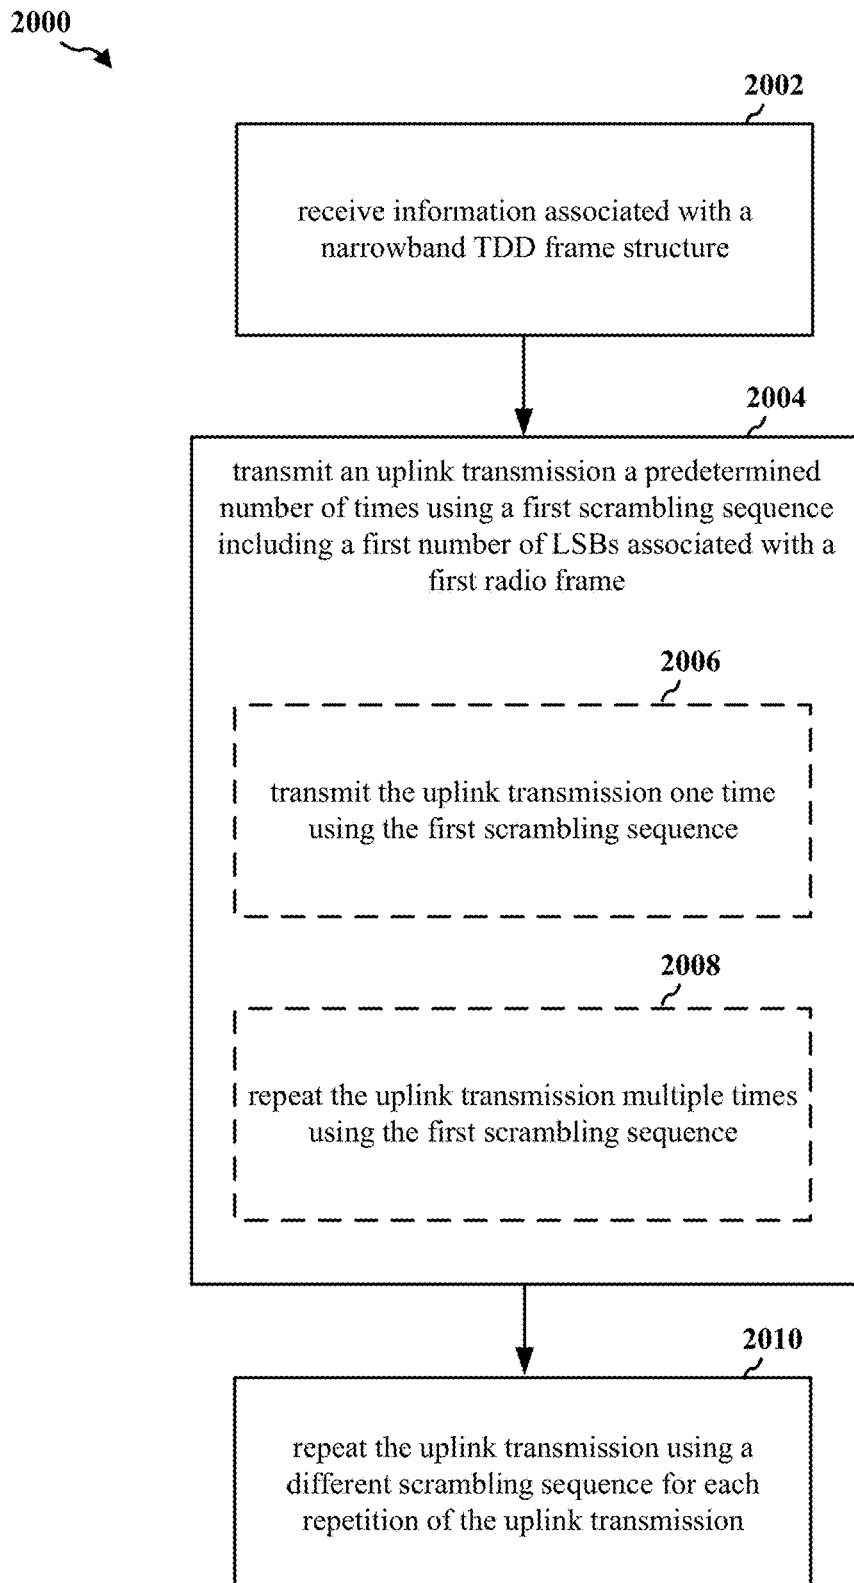 2000
2002
receive information associated with a
narrowband TDD frame structure
2004
transmit an uplink transmission a predetermined
number of times using a first scrambling sequence
including a first number of LSBs associated with a
first radio frame
2006
transmit the uplink transmission one time
using the first scrambling sequence
2008
repeat the uplink transmission multiple times
using the first scrambling sequence
2010
repeat the uplink transmission using a
different scrambling sequence for each
repetition of the uplink transmission